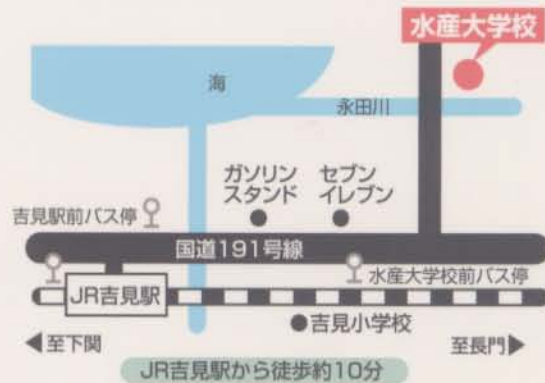 水産大学校
海
永田川
ガソリン
スタンド
セブン
イレブン
吉見駅前バス停
国道191号線
水産大学校前バス停
JR吉見駅
吉見小学校
至下関
至長門
JR吉見駅から徒歩約10分